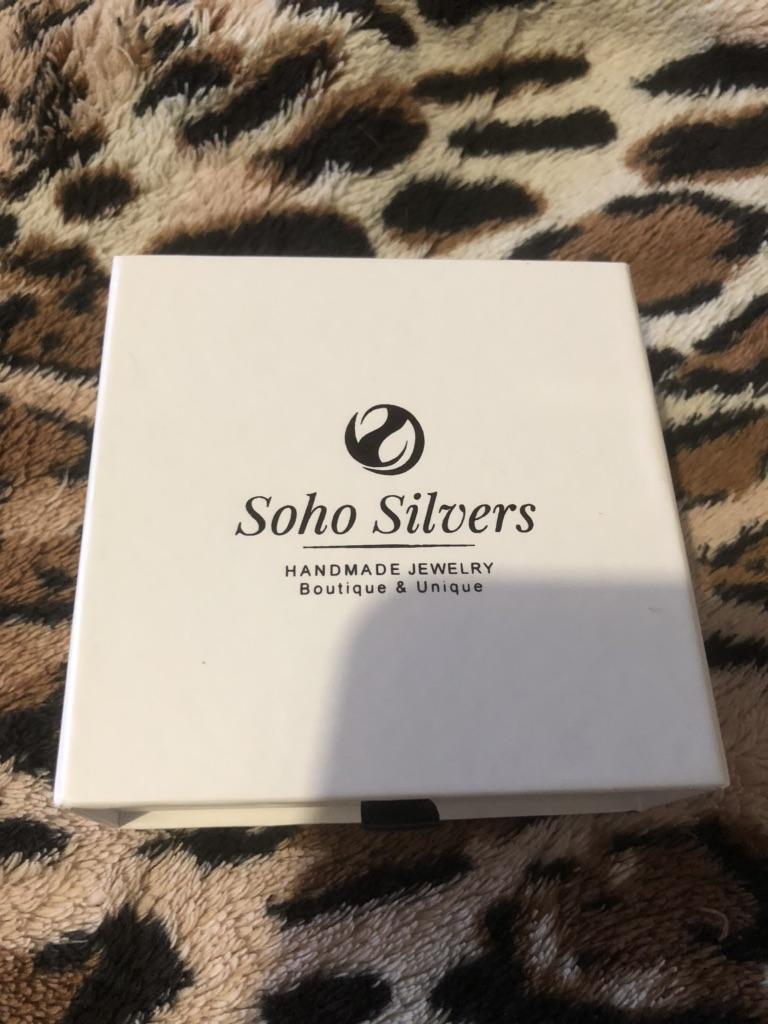 Soho Silvers
HANDMADE JEWELRY
Boutique & Unique